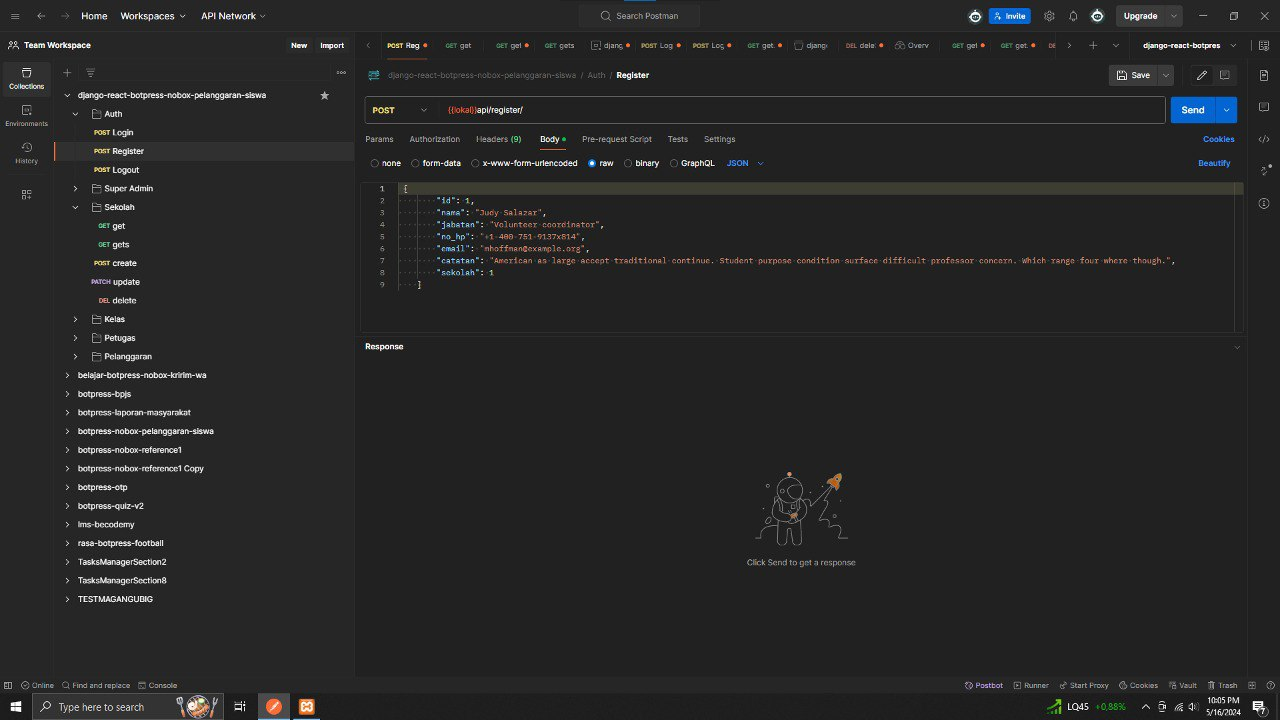 Home Workspaces API Network Search Postman Invite Upgrade
Team Workspace New Import POST Reg GET get GET get GET gets djang POST Log POST Log GET get djang DEL dele Overv GET get GET get django-react-botpres
Collections
Environments
History
django-react-botpress-nobox-pelanggaran-siswa
Auth
POST Login
POST Register
POST Logout
Super Admin
Sekolah
GET get
GET gets
POST create
PATCH update
DEL delete
Kelas
Petugas
Pelanggaran
belajar-botpress-nobox-kririm-wa
botpress-bpjs
botpress-laporan-masyarakat
botpress-nobox-pelanggaran-siswa
botpress-nobox-reference1
botpress-nobox-reference1 Copy
botpress-otp
botpress-quiz-v2
lms-becodemy
rasa-botpress-football
TasksManagerSection2
TasksManagerSection8
TESTMAGANGUBIG
django-react-botpress-nobox-pelanggaran-siswa / Auth / Register Save
POST {{lokal}}api/register/ Send
Params Authorization Headers (9) Body Pre-request Script Tests Settings Cookies
none form-data x-www-form-urlencoded raw binary GraphQL JSON Beautify
1 {
2 "id": 1,
3 "nama": "Judy Salazar",
4 "jabatan": "Volunteer coordinator",
5 "no_hp": "+1-400-751-9137x814",
6 "email": "mhoffman@example.org",
7 "catatan": "American as large accept traditional continue. Student purpose condition surface difficult professor concern. Which range four where though.",
8 "sekolah": 1
9 }
Response
Click Send to get a response
Online Find and replace Console Postbot Runner Start Proxy Cookies Vault Trash
Type here to search LQ45 +0,88% 10:05 PM
5/16/2024